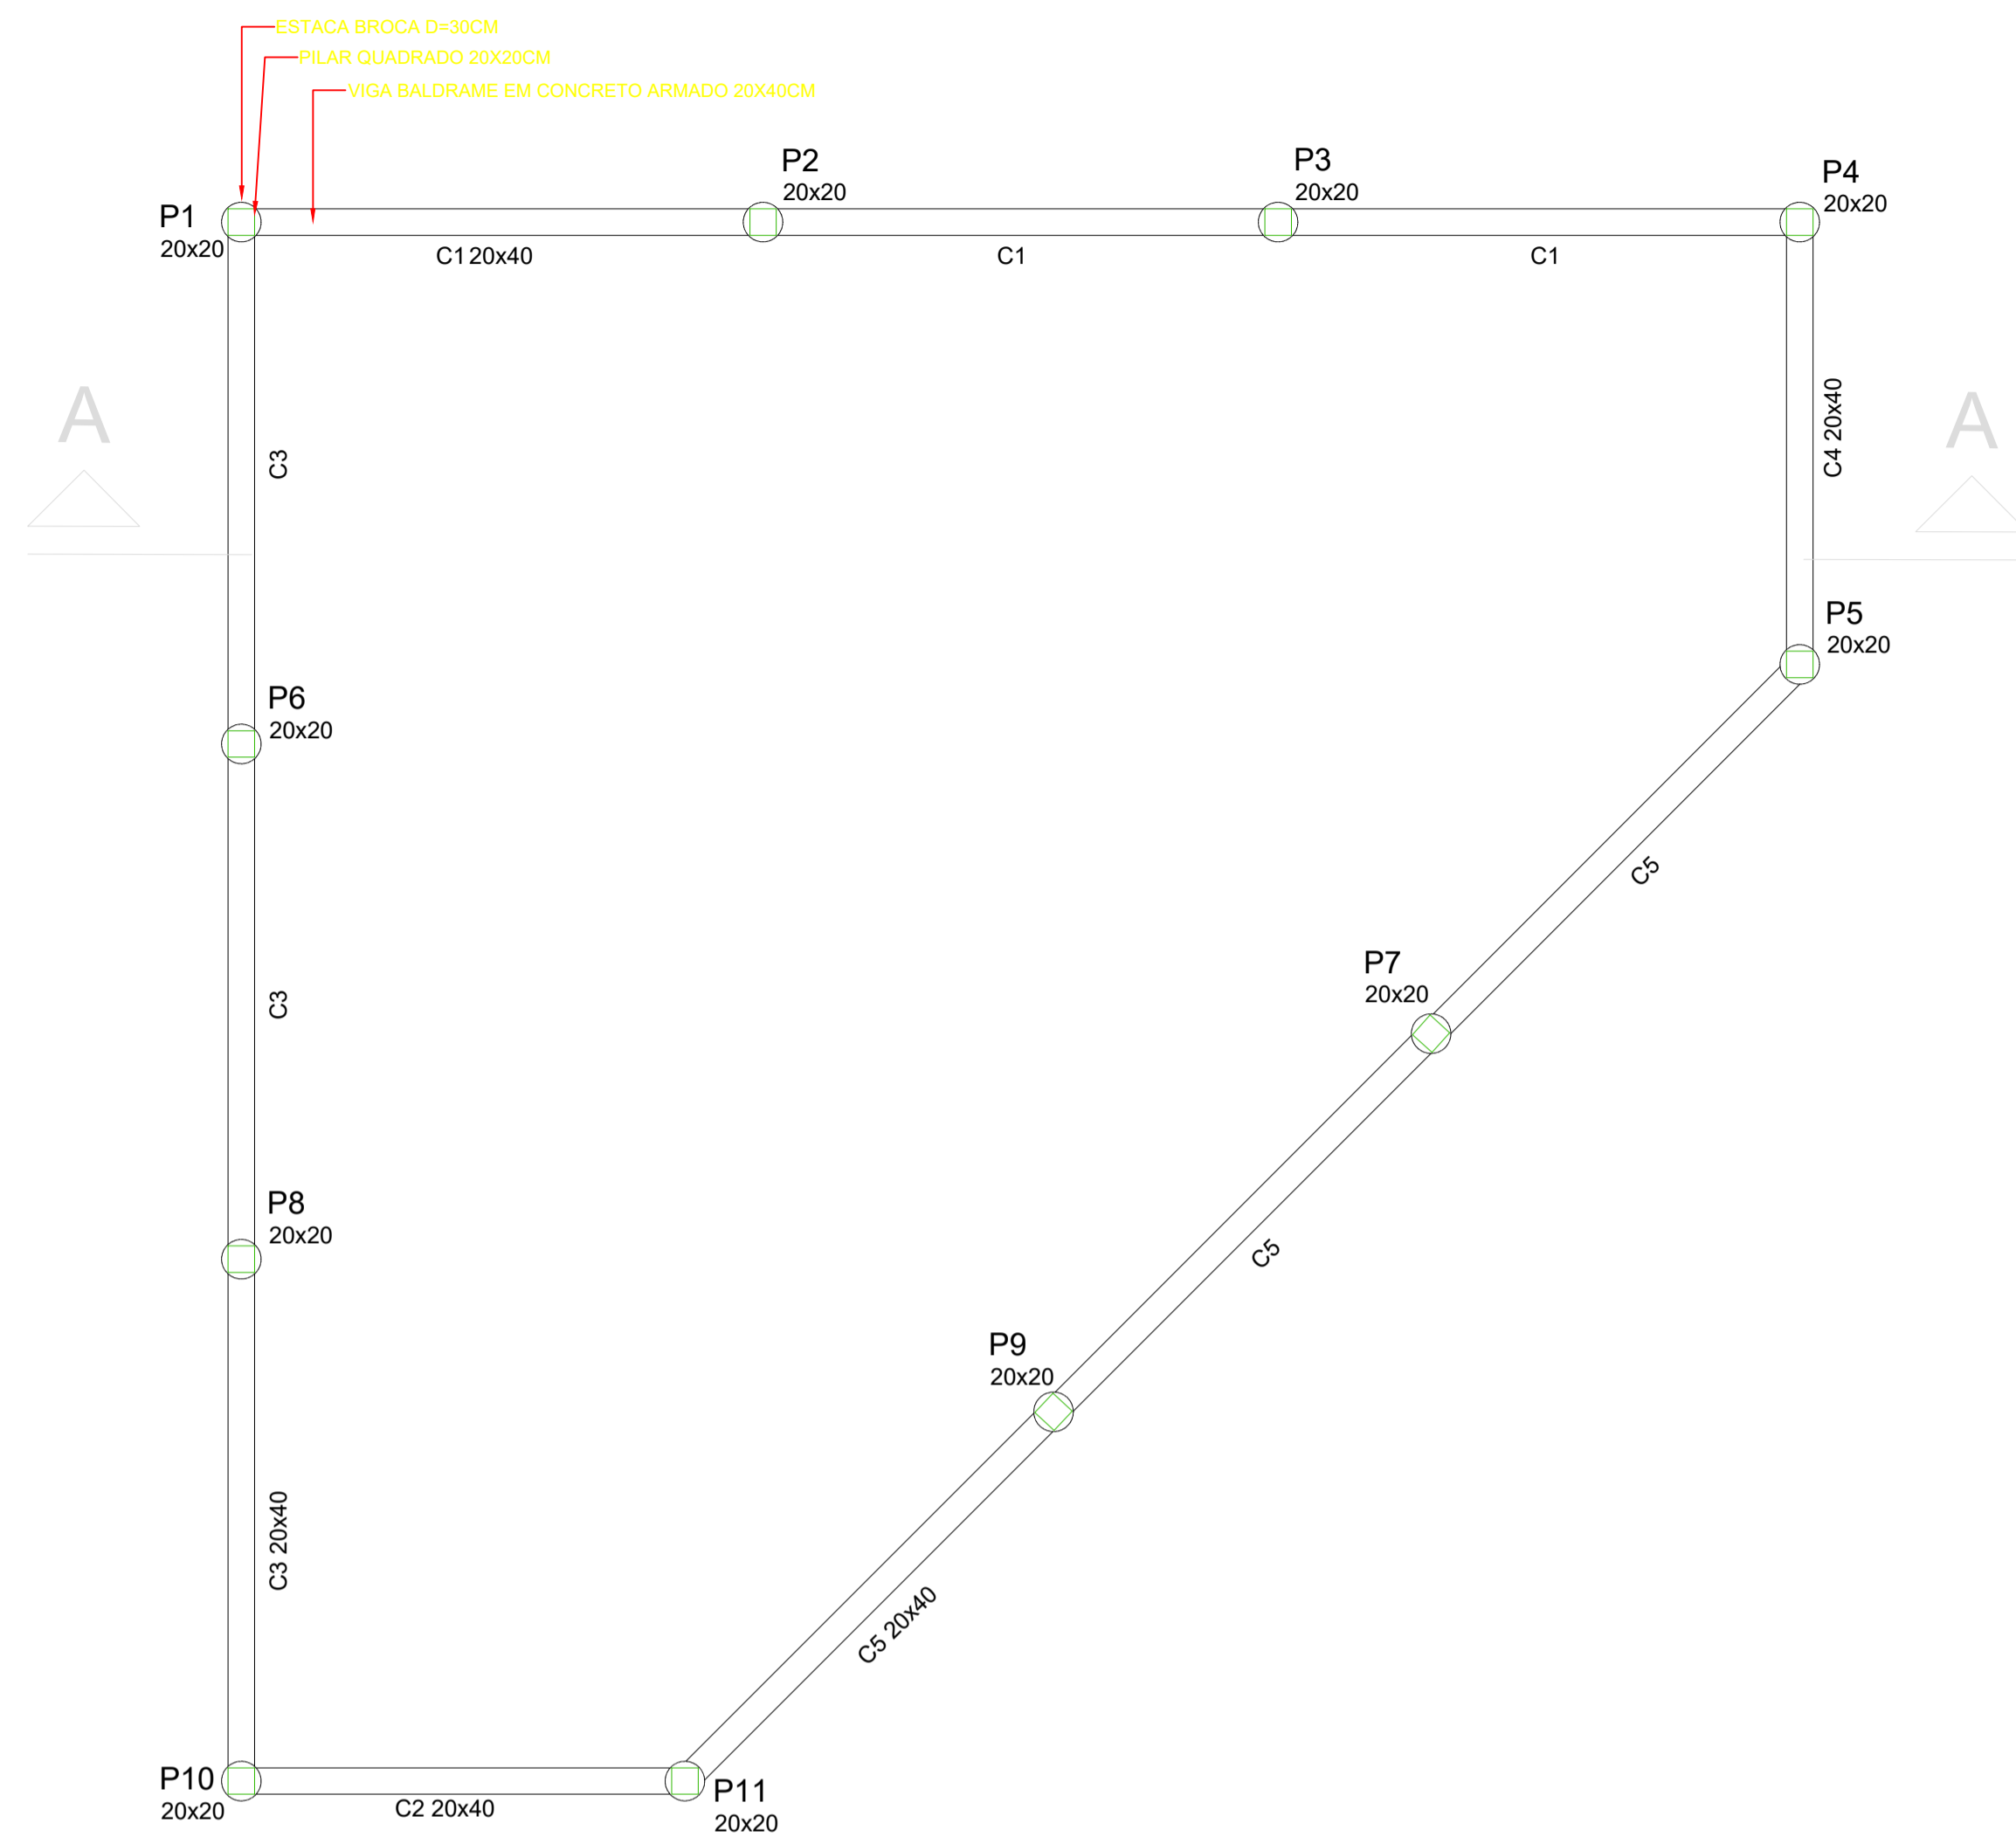 ESTACA BROCA D=30CM
PILAR QUADRADO 20X20CM
VIGA BALDRAME EM CONCRETO ARMADO 20X40CM
P1
20x20
P2
20x20
P3
20x20
P4
20x20
C1 20x40
C1
C1
A
A
C3
C4 20x40
P5
20x20
P6
20x20
C5
P7
20x20
C3
P8
20x20
C5
P9
20x20
C3 20x40
C5 20x40
P10
20x20
C2 20x40
P11
20x20